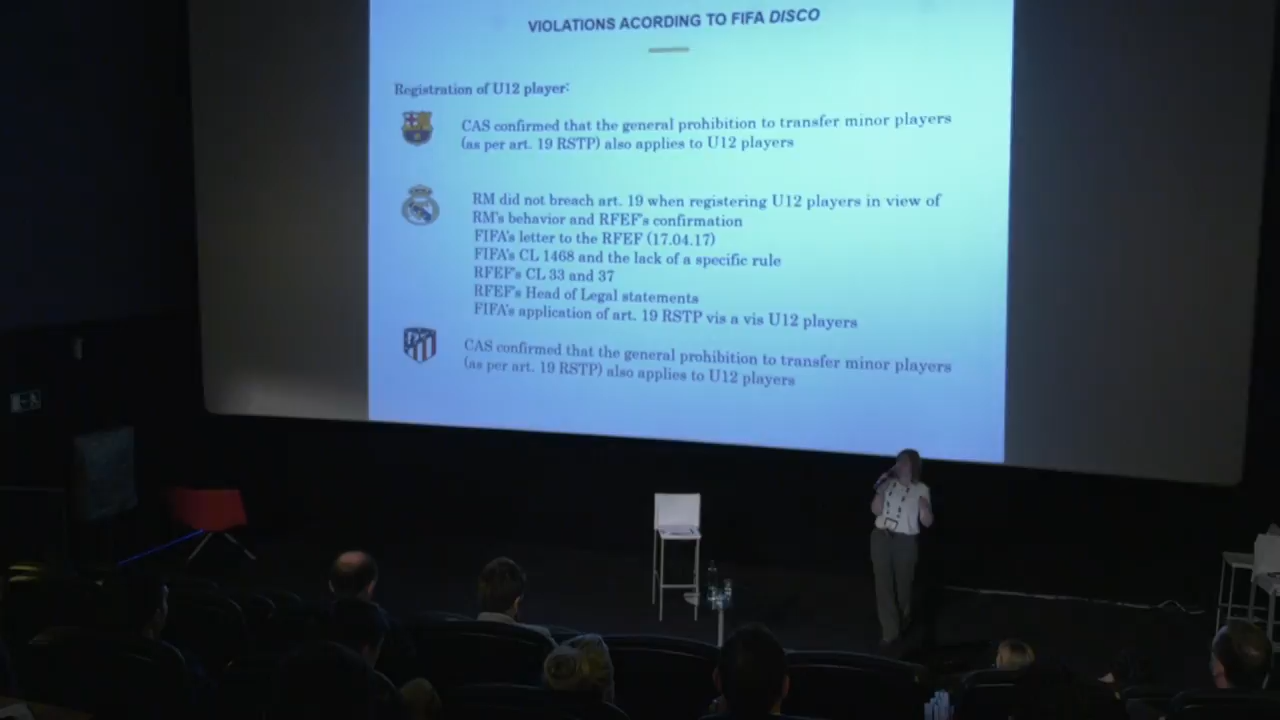 VIOLATIONS ACORDING TO FIFA DISCO
Registration of U12 player:
CAS confirmed that the general prohibition to transfer minor players
(as per art. 19 RSTP) also applies to U12 players
RM did not breach art. 19 when registering U12 players in view of
RM's behavior and RFEF's confirmation
FIFA's letter to the RFEF (17.04.17)
FIFA's CL 1468 and the lack of a specific rule
RFEF's CL 33 and 37
RFEF's Head of Legal statements
FIFA's application of art. 19 RSTP vis a vis U12 players
CAS confirmed that the general prohibition to transfer minor players
(as per art. 19 RSTP) also applies to U12 players